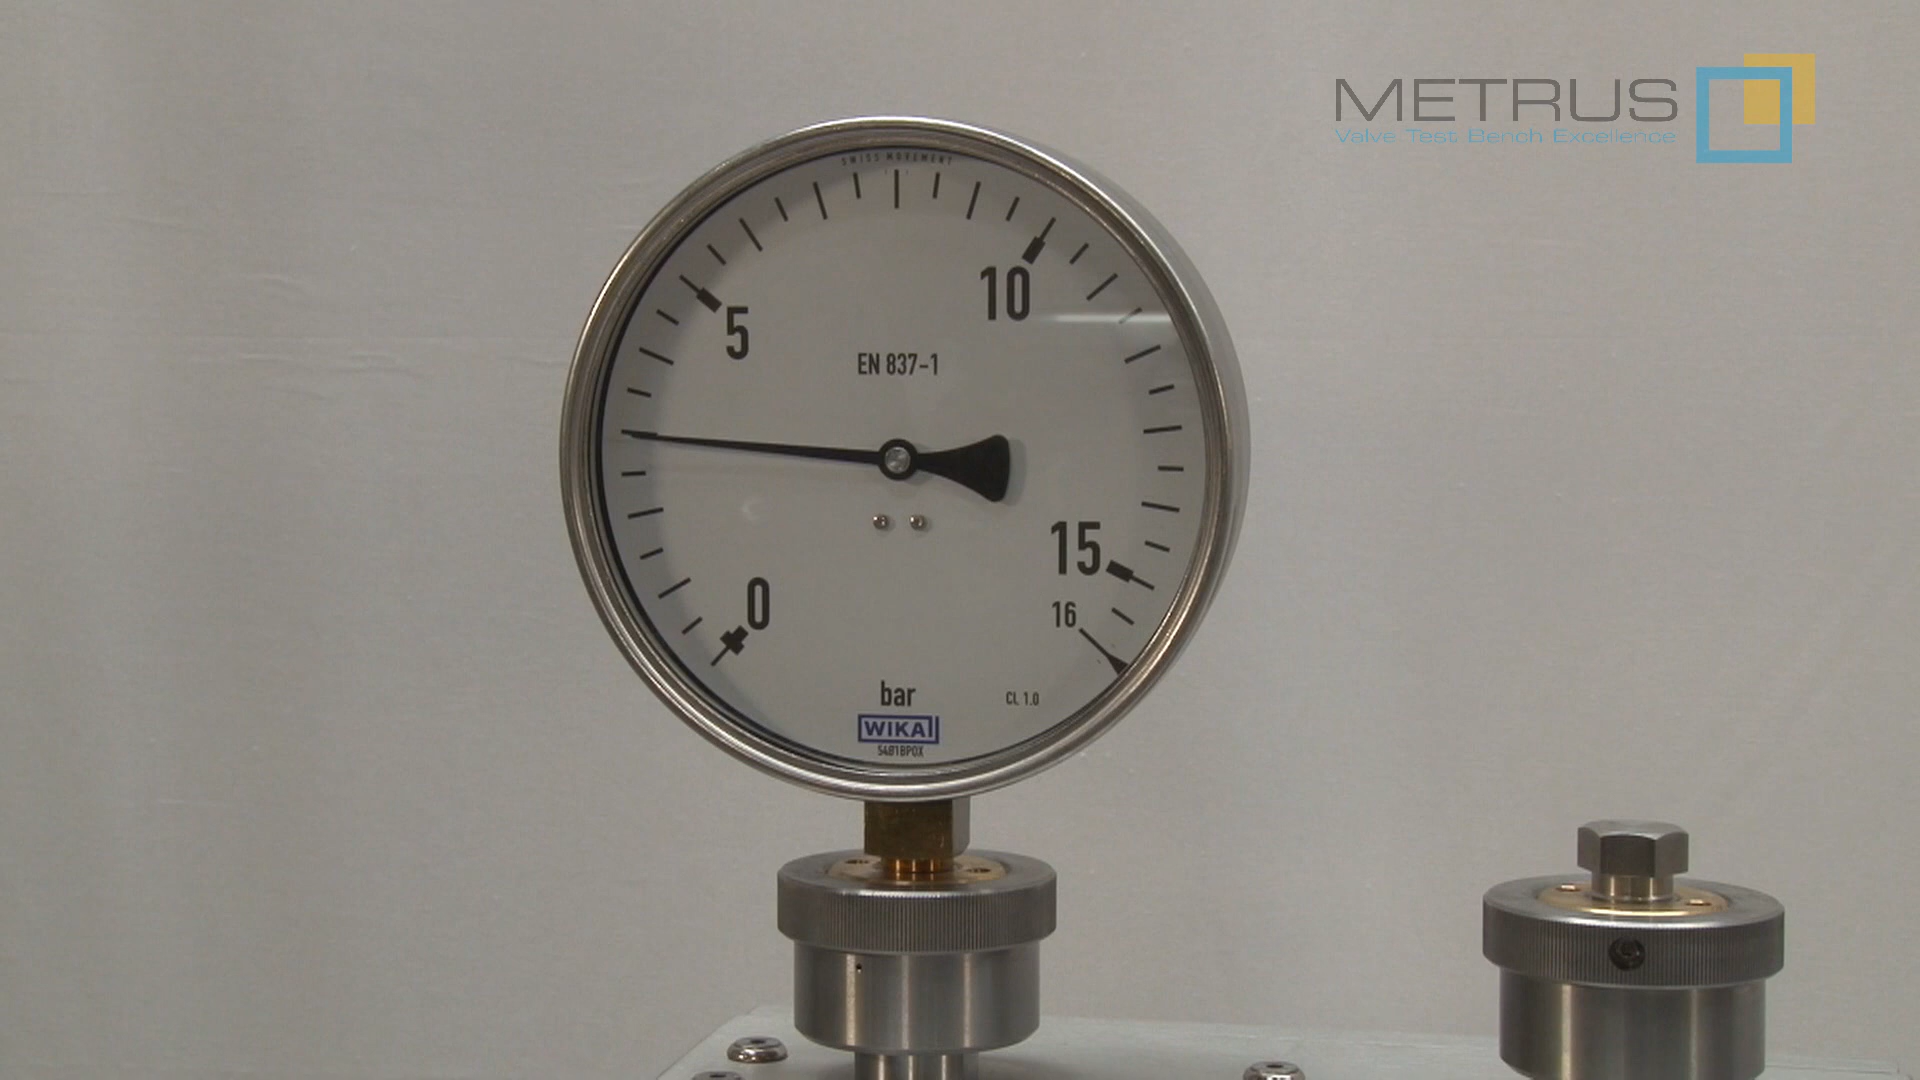 METRUS
Valve Test Bench Excellence
SWISS MOVEMENT
10
5
EN 837-1
15
0
16
bar
CL 1.0
WIKA